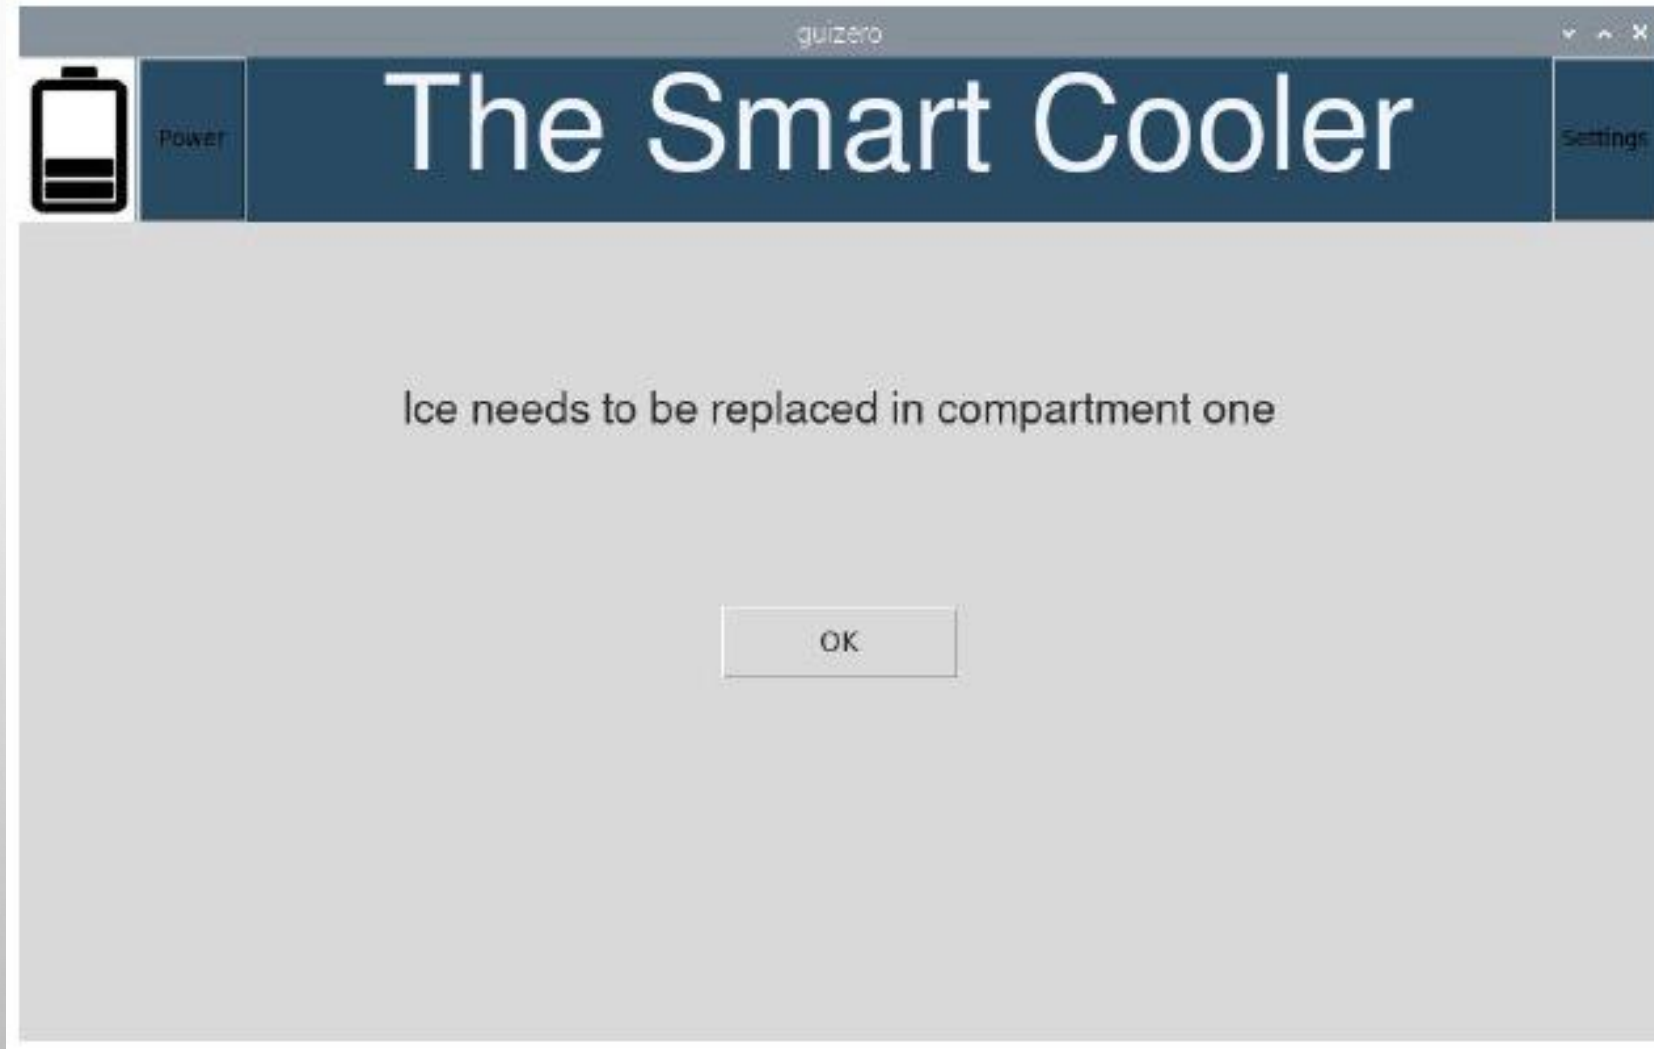 guizero
Power
The Smart Cooler
Settings
Ice needs to be replaced in compartment one
OK